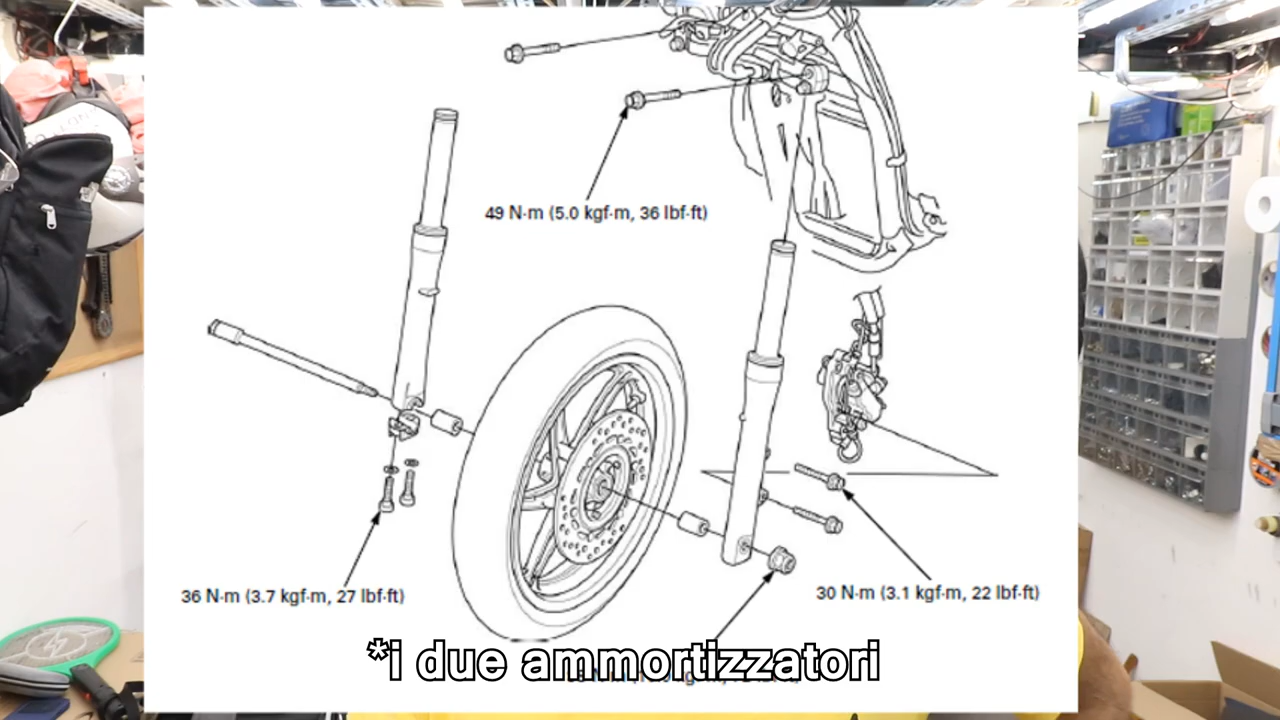 49 N·m (5.0 kgf·m, 36 lbf·ft)
36 N·m (3.7 kgf·m, 27 lbf·ft)
30 N·m (3.1 kgf·m, 22 lbf·ft)
*i due ammortizzatori